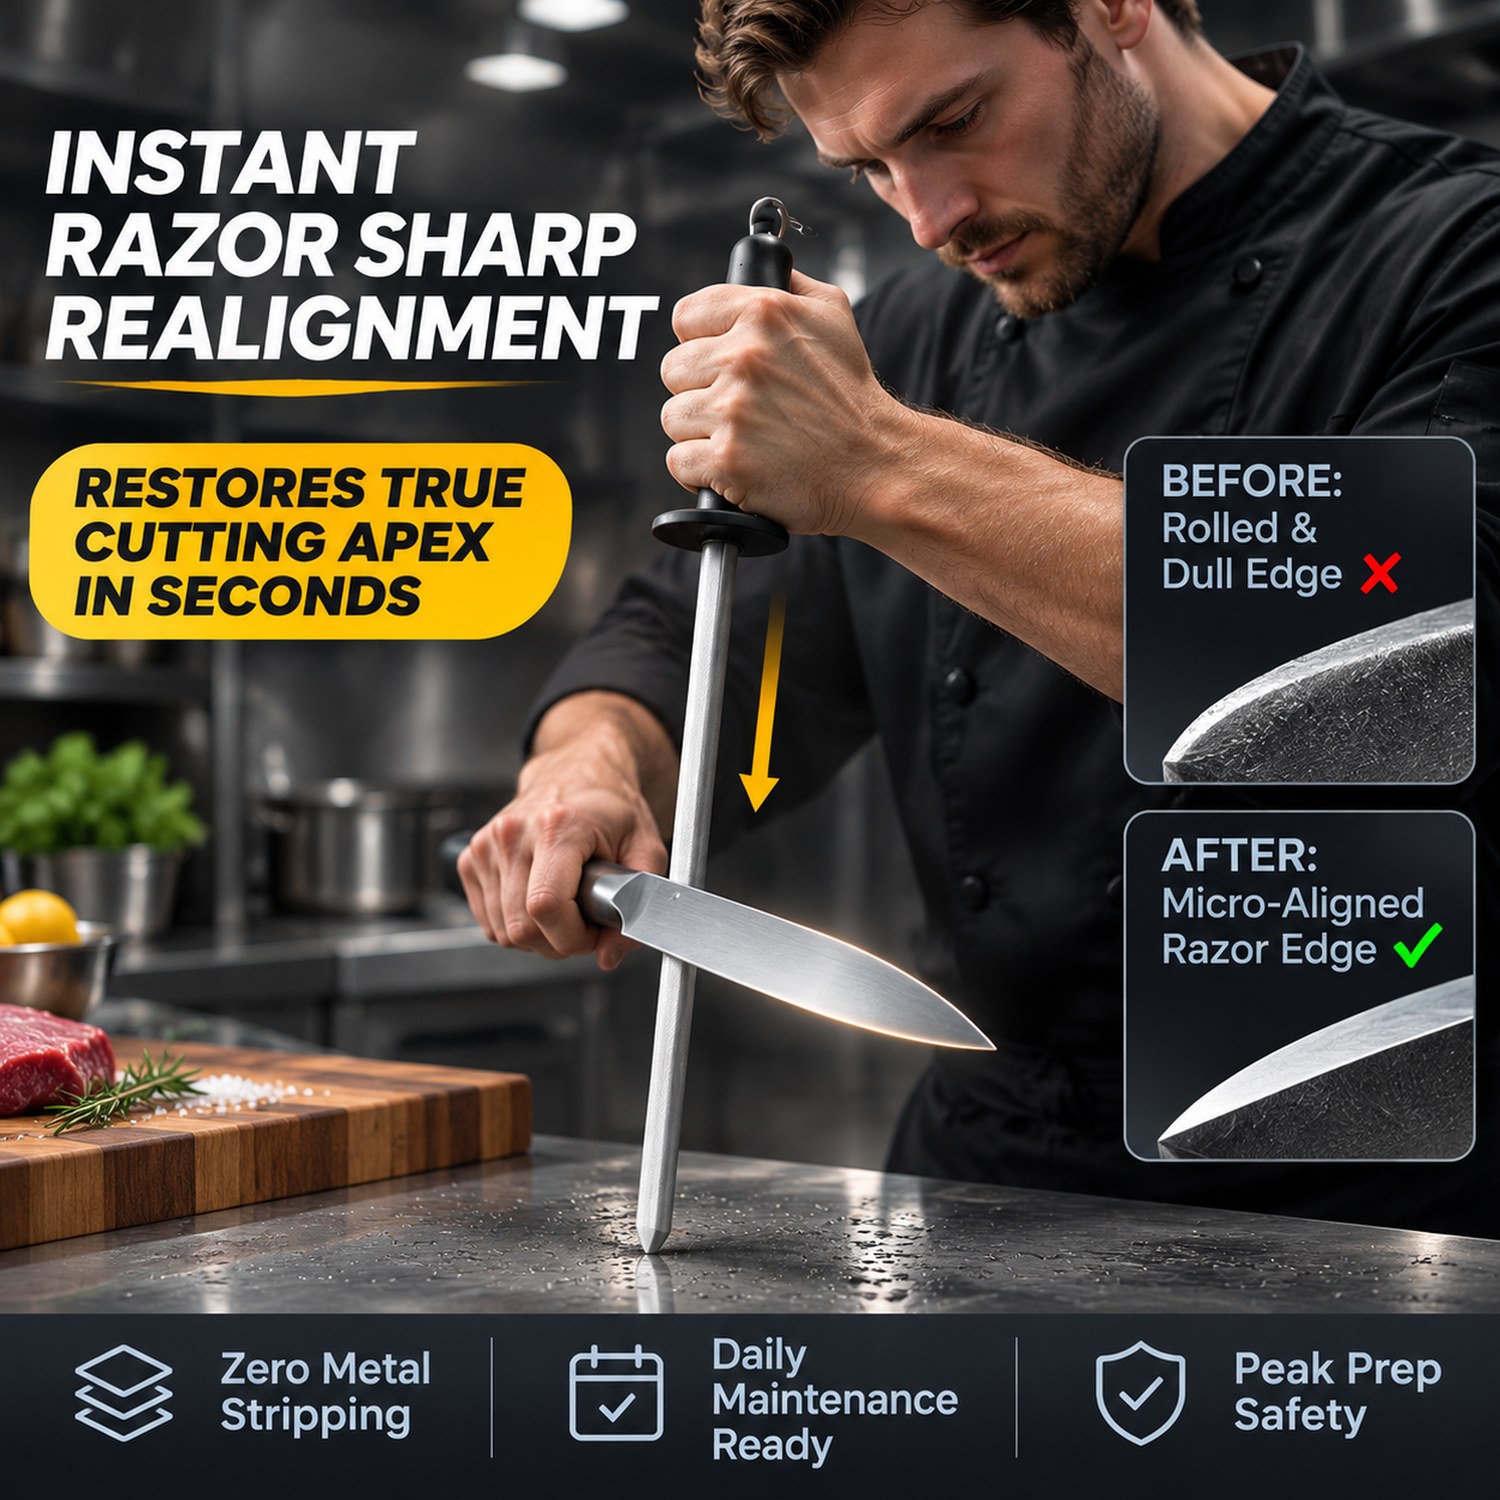 INSTANT
RAZOR SHARP
REALIGNMENT
RESTORES TRUE
CUTTING APEX
IN SECONDS
BEFORE:
Rolled &
Dull Edge
AFTER:
Micro-Aligned
Razor Edge
Zero Metal
Stripping
Daily
Maintenance
Ready
Peak Prep
Safety